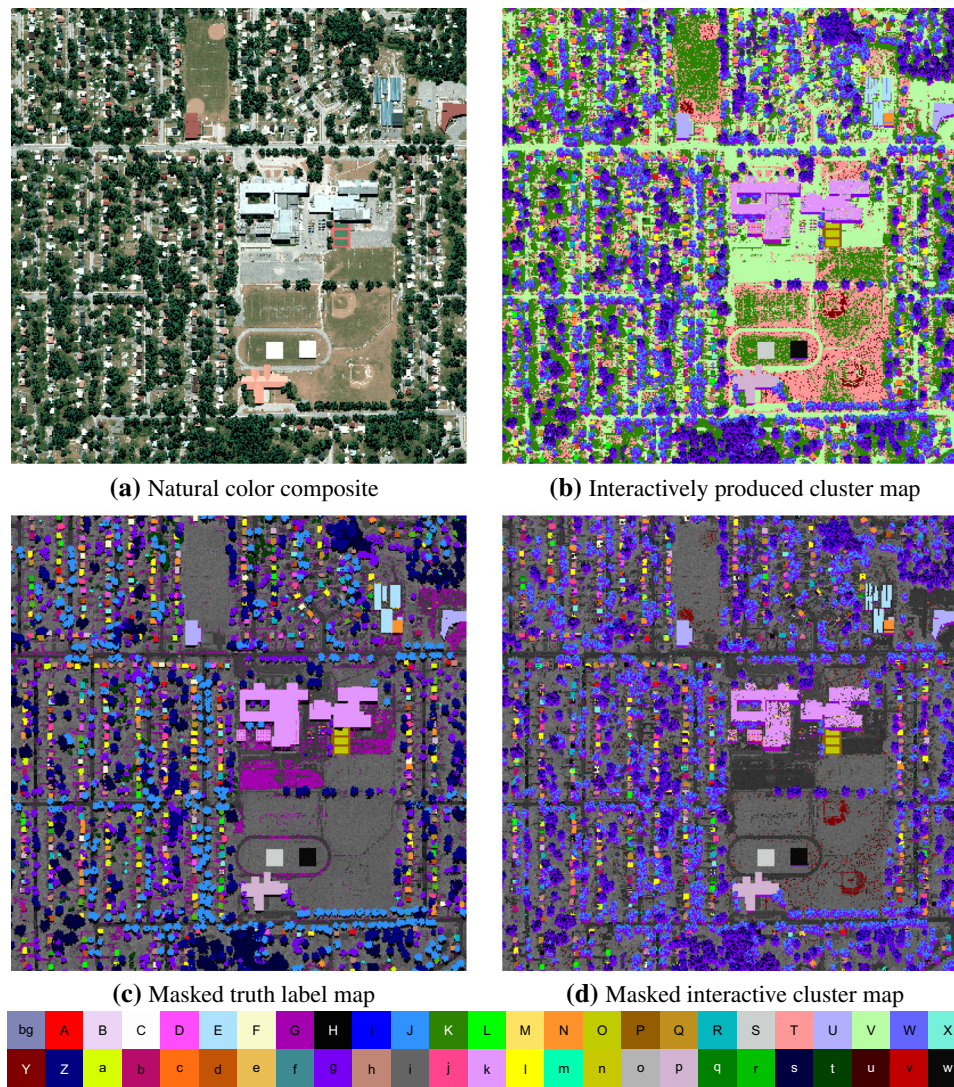 (a) Natural color composite
(b) Interactively produced cluster map
(c) Masked truth label map
(d) Masked interactive cluster map
bg A B C D E F G H I J K L M N O P Q R S T U V W X
Y Z a b c d e f g h i j k l m n o p q r s t u v w